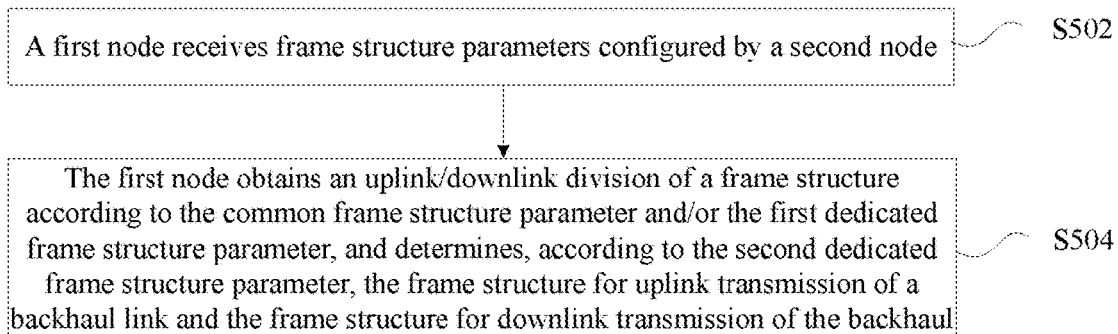 A first node receives frame structure parameters configured by a second node
S502
The first node obtains an uplink/downlink division of a frame structure
according to the common frame structure parameter and/or the first dedicated
frame structure parameter, and determines, according to the second dedicated
frame structure parameter, the frame structure for uplink transmission of a
backhaul link and the frame structure for downlink transmission of the backhaul
S504